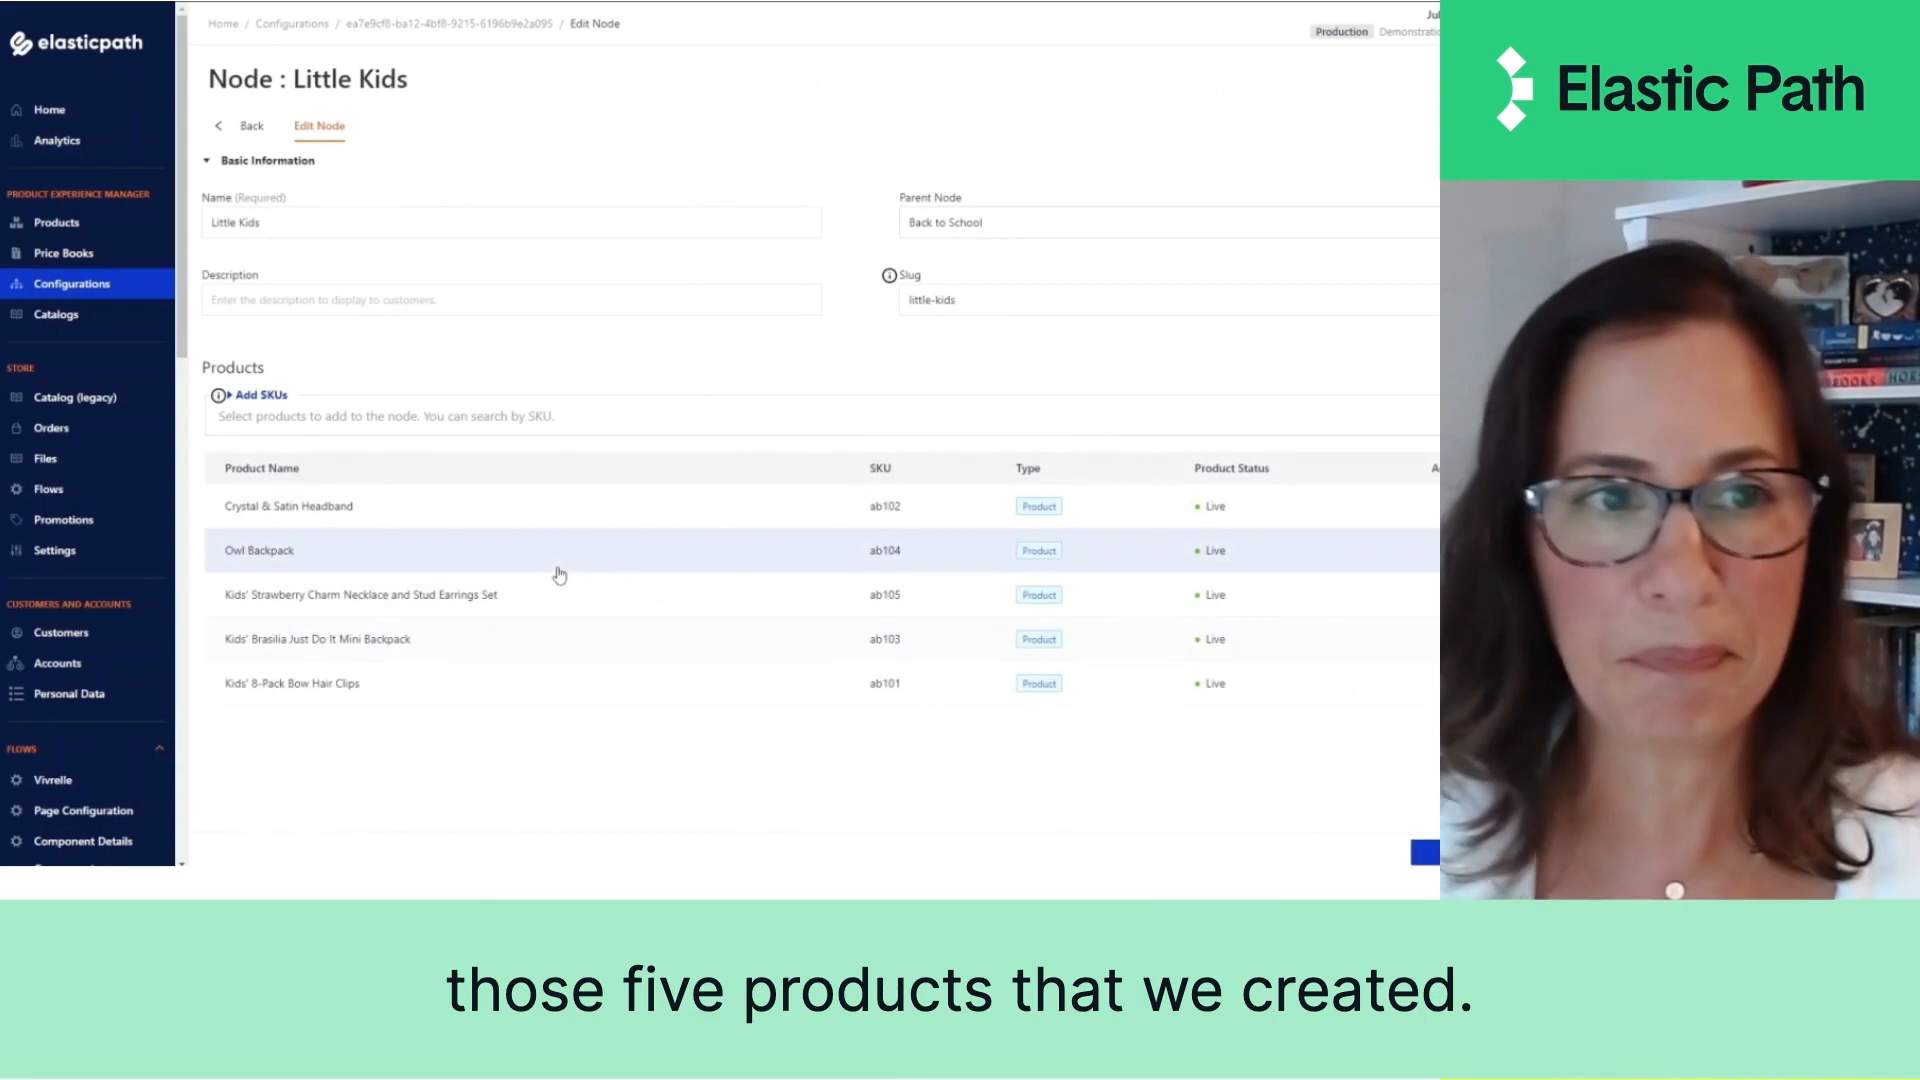 elasticpath
Home
Analytics
PRODUCT EXPERIENCE MANAGER
Products
Price Books
Configurations
Catalogs
STORE
Catalog (legacy)
Orders
Files
Flows
Promotions
Settings
CUSTOMERS AND ACCOUNTS
Customers
Accounts
Personal Data
FLOWS
Vivrelle
Page Configuration
Component Details
Home / Configurations / ea7e9cf8-ba12-4bf8-9215-6196b9e2a095 / Edit Node
Production
Node : Little Kids
Back Edit Node
Basic Information
Name (Required)
Little Kids
Parent Node
Back to School
Description
Enter the description to display to customers.
Slug
little-kids
Products
Add SKUs
Select products to add to the node. You can search by SKU.
Product Name SKU Type Product Status
Crystal & Satin Headband ab102 Product Live
Owl Backpack ab104 Product Live
Kids' Strawberry Charm Necklace and Stud Earrings Set ab105 Product Live
Kids' Brasilia Just Do It Mini Backpack ab103 Product Live
Kids' 8-Pack Bow Hair Clips ab101 Product Live
Elastic Path
those five products that we created.